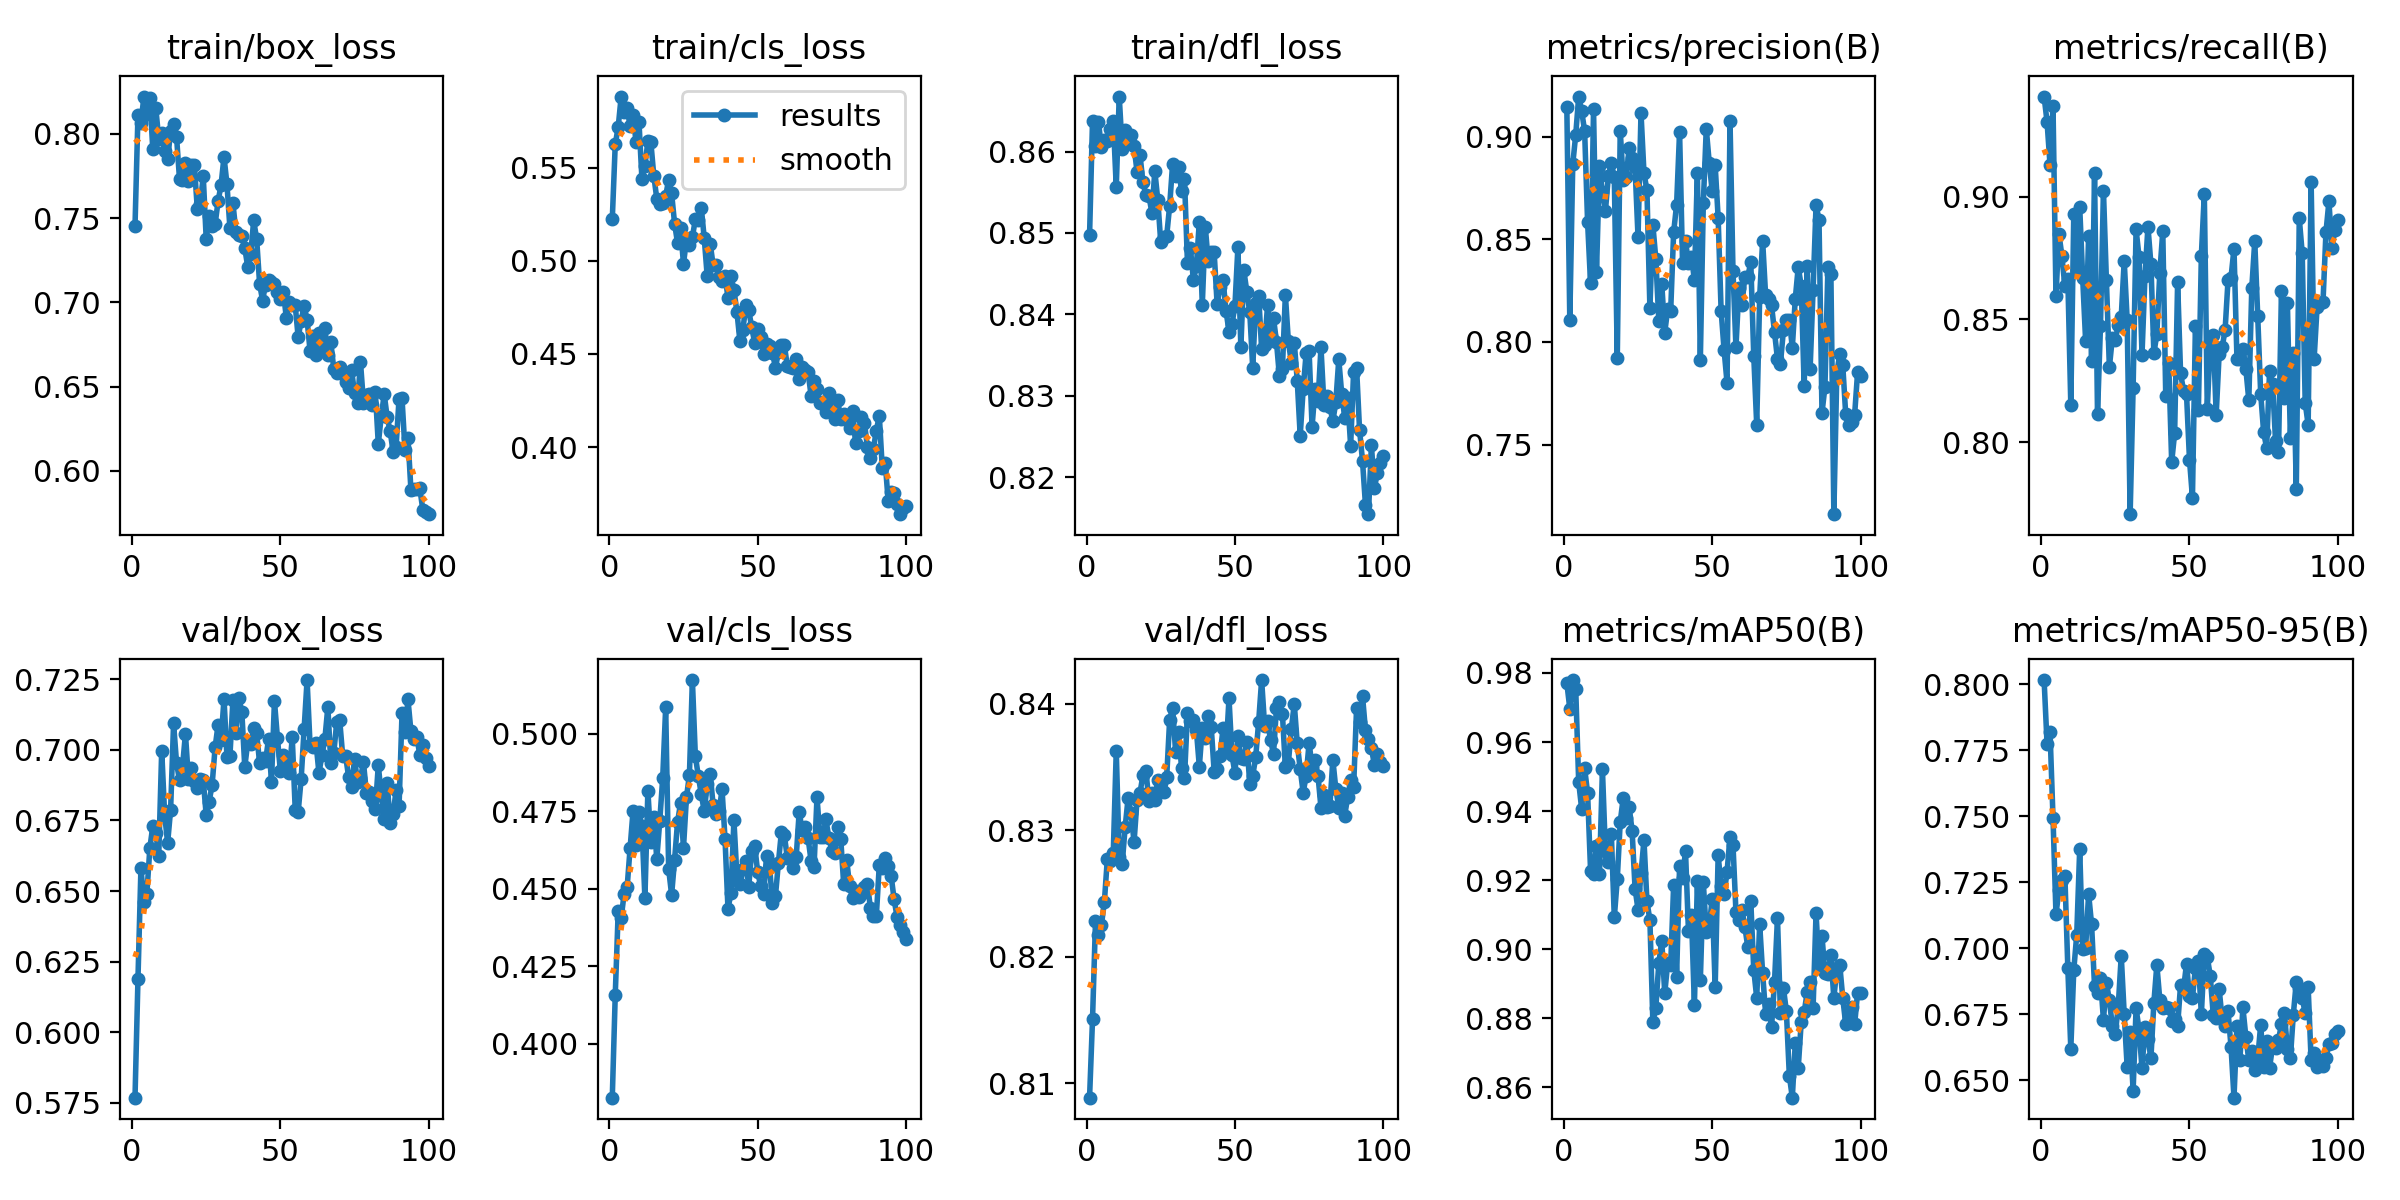 train/box_loss
0.80
0.75
0.70
0.65
0.60
0 50 100
train/cls_loss
results
smooth
0.55
0.50
0.45
0.40
0 50 100
train/dfl_loss
0.86
0.85
0.84
0.83
0.82
0 50 100
metrics/precision(B)
0.90
0.85
0.80
0.75
0 50 100
metrics/recall(B)
0.90
0.85
0.80
0 50 100
val/box_loss
0.725
0.700
0.675
0.650
0.625
0.600
0.575
0 50 100
val/cls_loss
0.500
0.475
0.450
0.425
0.400
0 50 100
val/dfl_loss
0.84
0.83
0.82
0.81
0 50 100
metrics/mAP50(B)
0.98
0.96
0.94
0.92
0.90
0.88
0.86
0 50 100
metrics/mAP50-95(B)
0.800
0.775
0.750
0.725
0.700
0.675
0.650
0 50 100